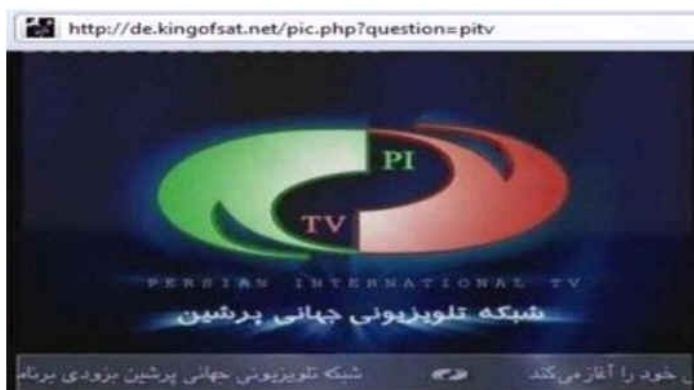 http://de.kingofsat.net/pic.php?question=pitv
PI
TV
PERSIAN INTERNATIONAL TV
شبکه تلویزیونی جهانی پرشین
خود را آغاز می‌کند شبکه تلویزیونی جهانی پرشین بزودی